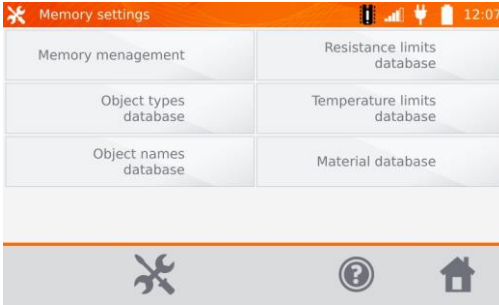 Memory settings
12:07
Memory menagement
Resistance limits
database
Object types
database
Temperature limits
database
Object names
database
Material database